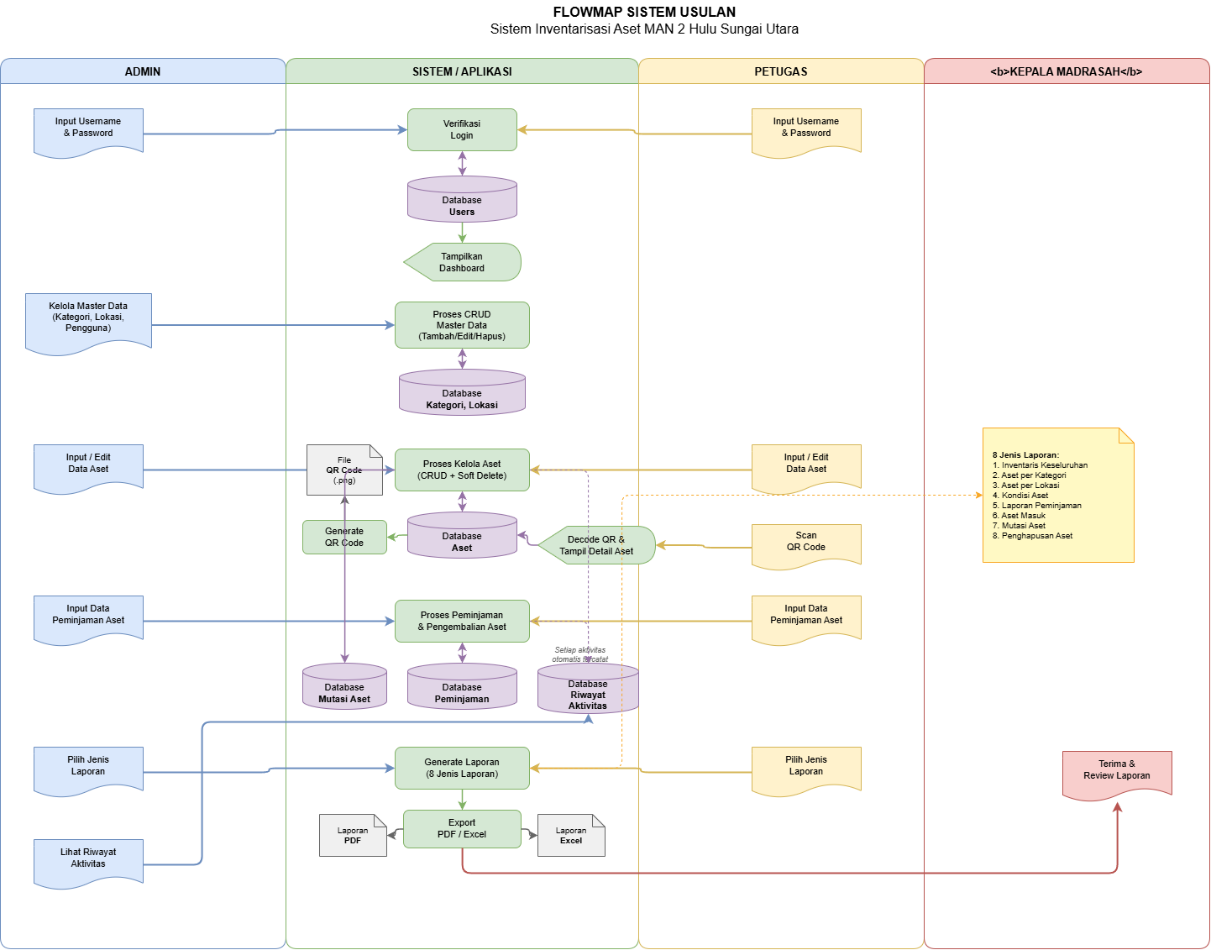 FLOWMAP SISTEM USULAN
Sistem Inventarisasi Aset MAN 2 Hulu Sungai Utara
ADMIN
SISTEM / APLIKASI
PETUGAS
<b>KEPALA MADRASAH</b>
Input Username
& Password
Verifikasi
Login
Input Username
& Password
Database
Users
Tampilkan
Dashboard
Kelola Master Data
(Kategori, Lokasi,
Pengguna)
Proses CRUD
Master Data
(Tambah/Edit/Hapus)
Database
Kategori, Lokasi
Input / Edit
Data Aset
File
QR Code
(.png)
Proses Kelola Aset
(CRUD + Soft Delete)
Input / Edit
Data Aset
8 Jenis Laporan:
1. Inventaris Keseluruhan
2. Aset per Kategori
3. Aset per Lokasi
4. Kondisi Aset
5. Laporan Peminjaman
6. Aset Masuk
7. Mutasi Aset
8. Penghapusan Aset
Generate
QR Code
Database
Aset
Decode QR &
Tampil Detail Aset
Scan
QR Code
Input Data
Peminjaman Aset
Proses Peminjaman
& Pengembalian Aset
Input Data
Peminjaman Aset
Setiap aktivitas
otomatis tercatat
Database
Mutasi Aset
Database
Peminjaman
Database
Riwayat
Aktivitas
Pilih Jenis
Laporan
Generate Laporan
(8 Jenis Laporan)
Pilih Jenis
Laporan
Terima &
Review Laporan
Laporan
PDF
Export
PDF / Excel
Laporan
Excel
Lihat Riwayat
Aktivitas